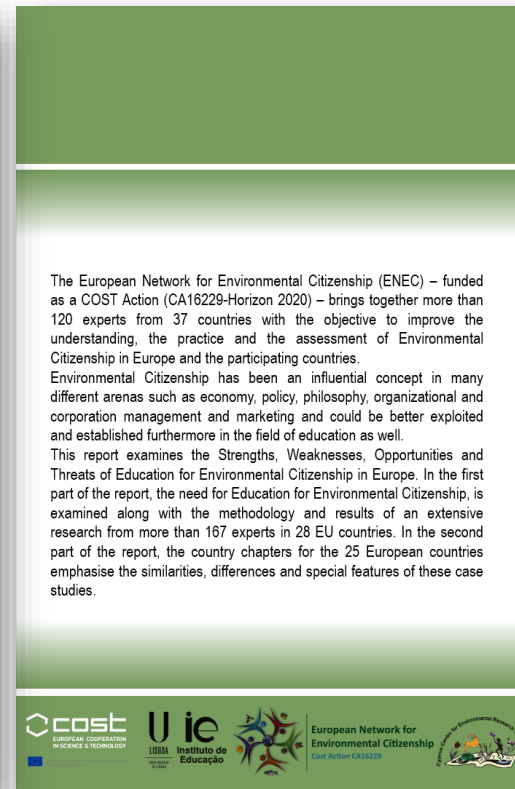 The European Network for Environmental Citizenship (ENEC) – funded
as a COST Action (CA16229-Horizon 2020) – brings together more than
120 experts from 37 countries with the objective to improve the
understanding, the practice and the assessment of Environmental
Citizenship in Europe and the participating countries.
Environmental Citizenship has been an influential concept in many
different arenas such as economy, policy, philosophy, organizational and
corporation management and marketing and could be better exploited
and established furthermore in the field of education as well.
This report examines the Strengths, Weaknesses, Opportunities and
Threats of Education for Environmental Citizenship in Europe. In the first
part of the report, the need for Education for Environmental Citizenship, is
examined along with the methodology and results of an extensive
research from more than 167 experts in 28 EU countries. In the second
part of the report, the country chapters for the 25 European countries
emphasise the similarities, differences and special features of these case
studies.
cost
EUROPEAN COOPERATION
IN SCIENCE & TECHNOLOGY
U
LISBOA
ie
Instituto de
Educação
European Network for
Environmental Citizenship
Cost Action CA16229
Cyprus Center for Environmental Research